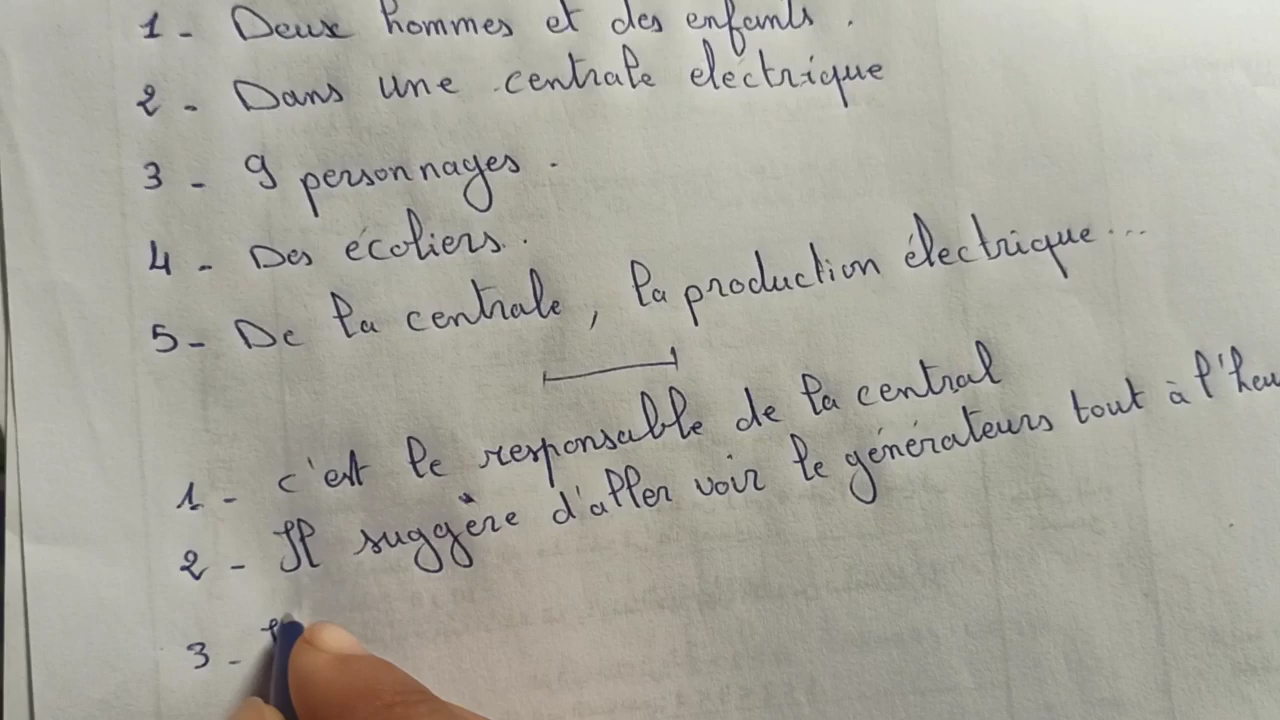 1 - Deux hommes et des enfants.
2 - Dans une centrale electrique
3 - 9 personnages.
4 - Des écoliers.
5 - De la centrale, la production électrique...
1 - c'est le responsable de la central
2 - Il suggère d'aller voir le générateurs tout à l'heu
3 -